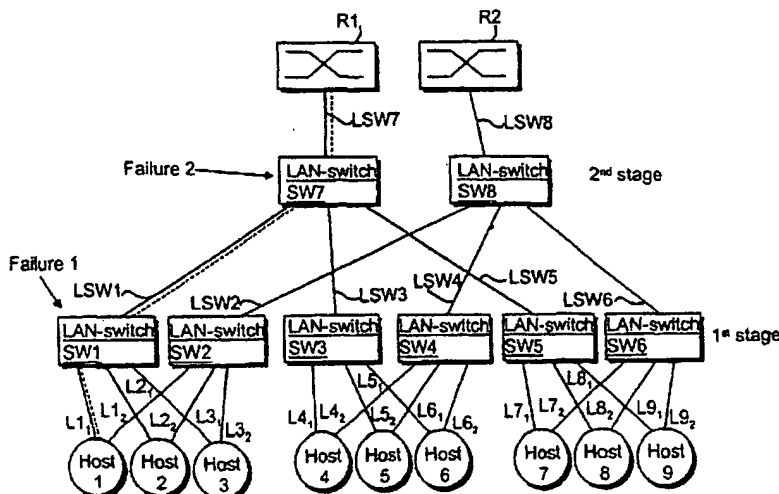 R1
R2
LSW7
LSW8
Failure 2
LAN-switch
SW7
LAN-switch
SW8
2nd stage
Failure 1
LSW1
LSW2
LSW3
LSW4
LSW5
LSW6
LAN-switch
SW1
LAN-switch
SW2
LAN-switch
SW3
LAN-switch
SW4
LAN-switch
SW5
LAN-switch
SW6
1st stage
L1₁
L2₁
L1₂
L2₂
L3₁
L3₂
L4₁
L4₂
L5₁
L5₂
L6₁
L6₂
L7₁
L7₂
L8₁
L8₂
L9₁
L9₂
Host
1
Host
2
Host
3
Host
4
Host
5
Host
6
Host
7
Host
8
Host
9